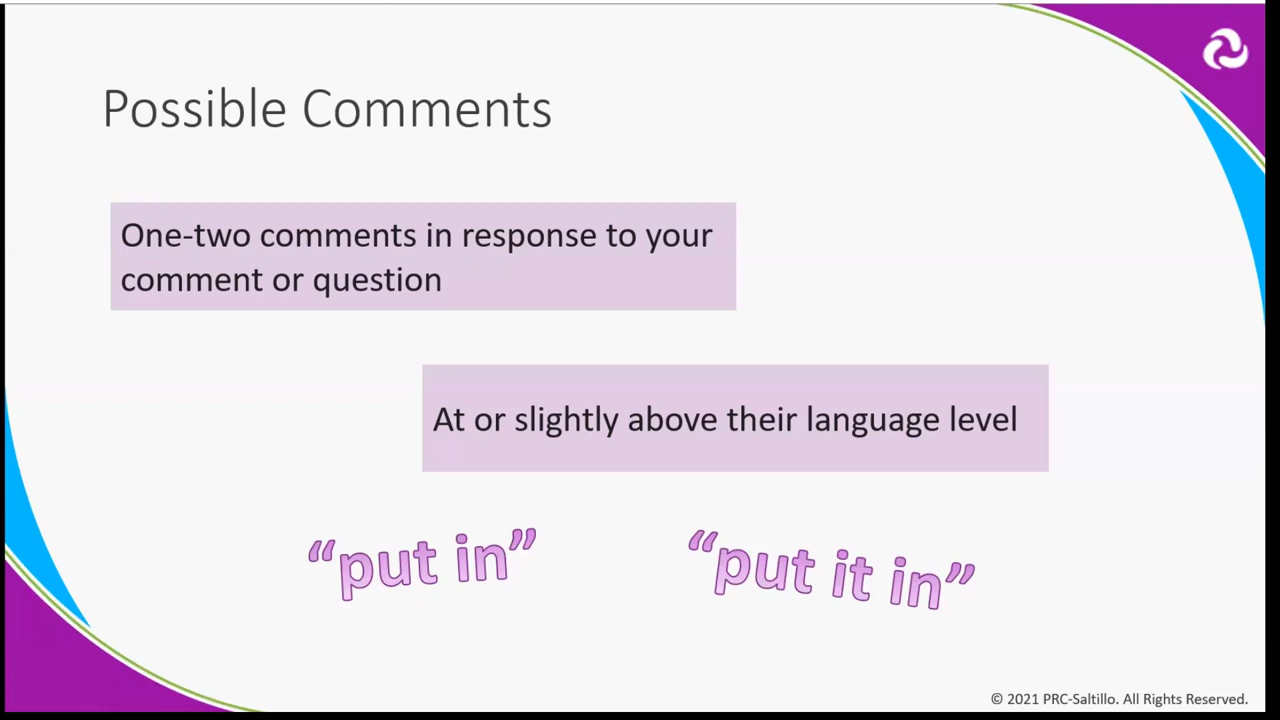 Possible Comments
One-two comments in response to your
comment or question
At or slightly above their language level
“put in” “put it in”
© 2021 PRC-Saltillo. All Rights Reserved.